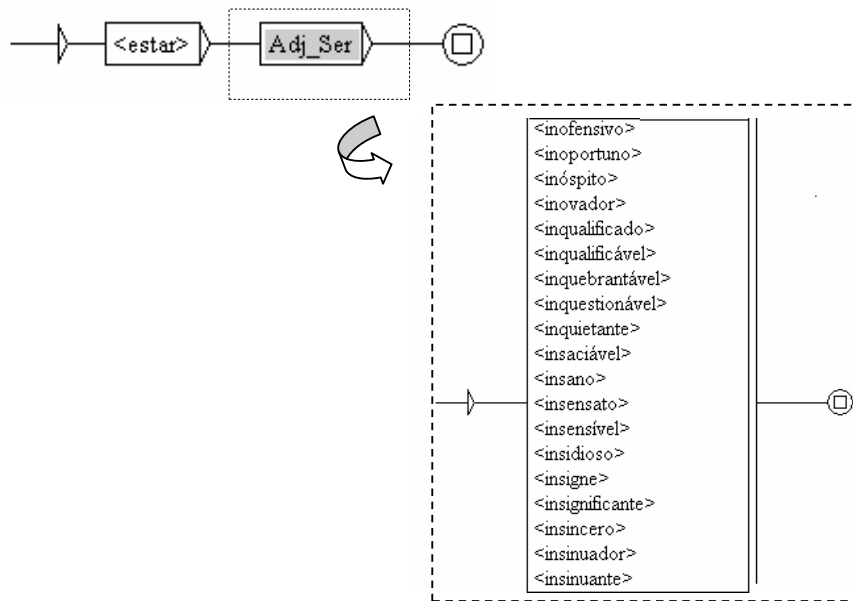 <estar> Adj_Ser
<inofensivo>
<inoportuno>
<inóspito>
<inovador>
<inqualificado>
<inqualificável>
<inquebrantável>
<inquestionável>
<inquietante>
<insaciável>
<insano>
<insensato>
<insensível>
<insidioso>
<insigne>
<insignificante>
<insincero>
<insinuador>
<insinuante>